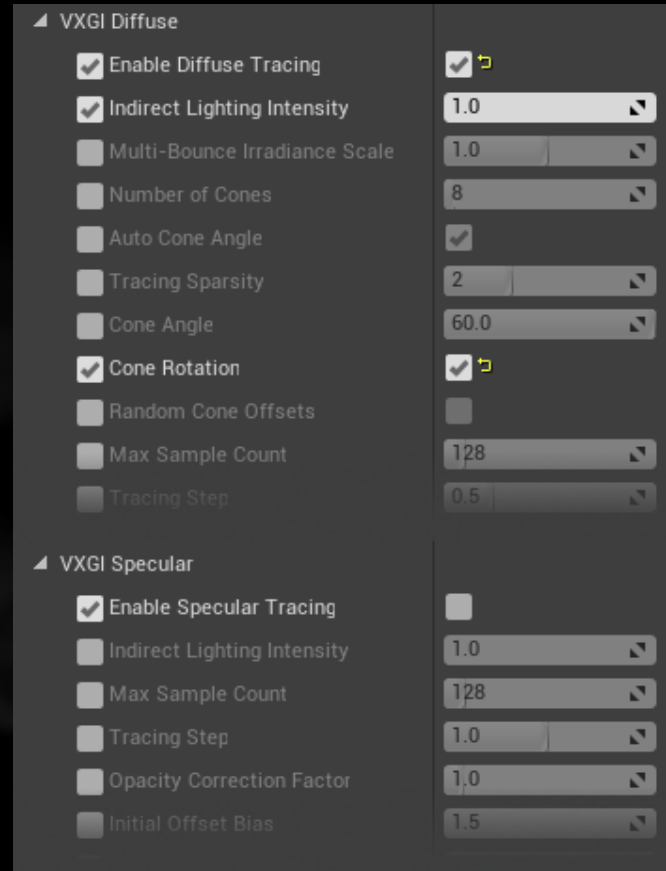 VXGI Diffuse
Enable Diffuse Tracing
Indirect Lighting Intensity 1.0
Multi-Bounce Irradiance Scale 1.0
Number of Cones 8
Auto Cone Angle
Tracing Sparsity 2
Cone Angle 60.0
Cone Rotation
Random Cone Offsets
Max Sample Count 128
Tracing Step 0.5
VXGI Specular
Enable Specular Tracing
Indirect Lighting Intensity 1.0
Max Sample Count 128
Tracing Step 1.0
Opacity Correction Factor 1.0
Initial Offset Bias 1.5